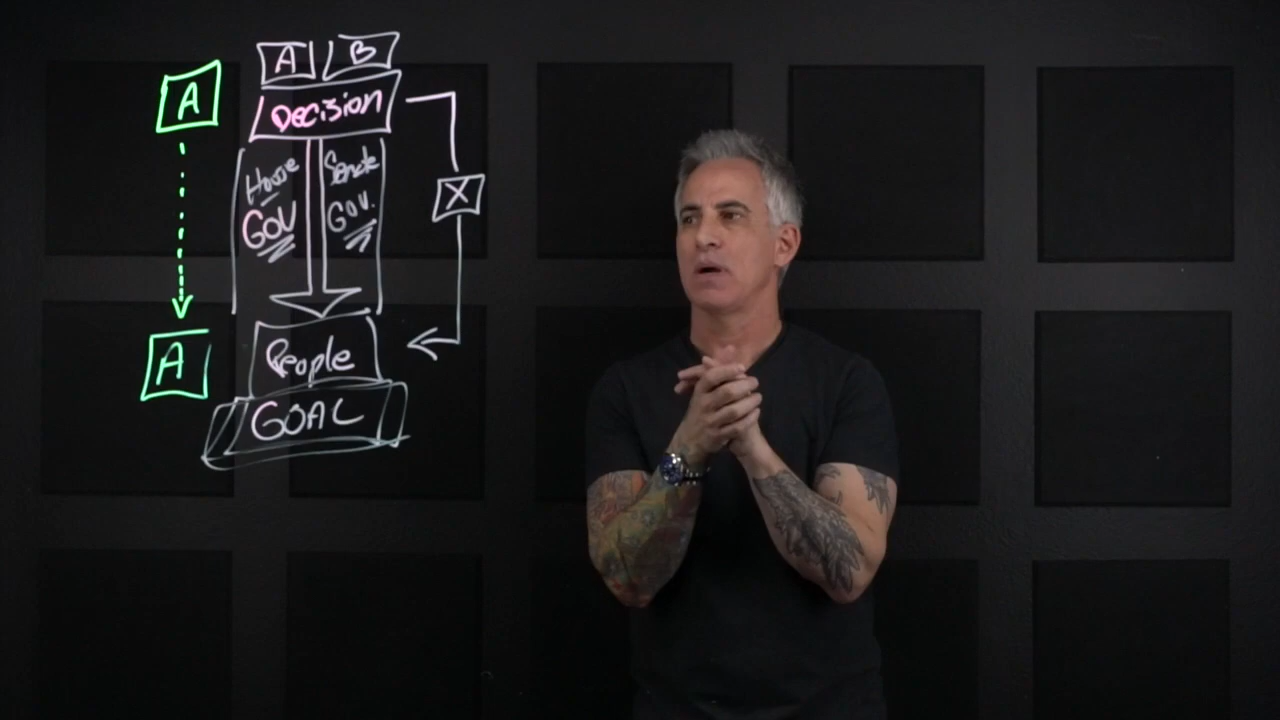 A B
A
Decision
House Senate
GOV GOV.
X
A
People
GOAL